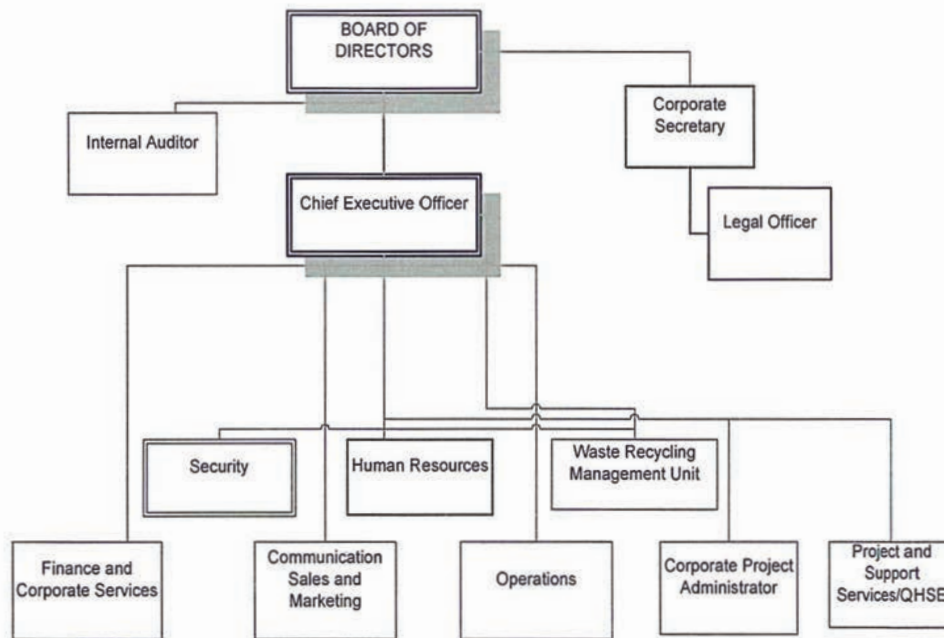 BOARD OF
DIRECTORS
Internal Auditor
Corporate
Secretary
Chief Executive Officer
Legal Officer
Security
Human Resources
Waste Recycling
Management Unit
Finance and
Corporate Services
Communication
Sales and
Marketing
Operations
Corporate Project
Administrator
Project and
Support
Services/QHSE